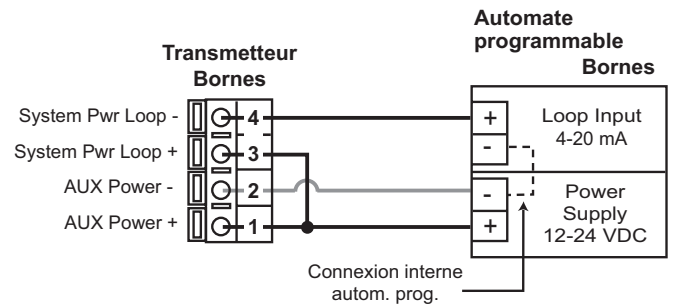 Automate
programmable
Bornes
Transmetteur
Bornes
System Pwr Loop -
4
+
Loop Input
4-20 mA
System Pwr Loop +
3
-
AUX Power -
2
-
Power
Supply
12-24 VDC
AUX Power +
1
+
Connexion interne
autom. prog.